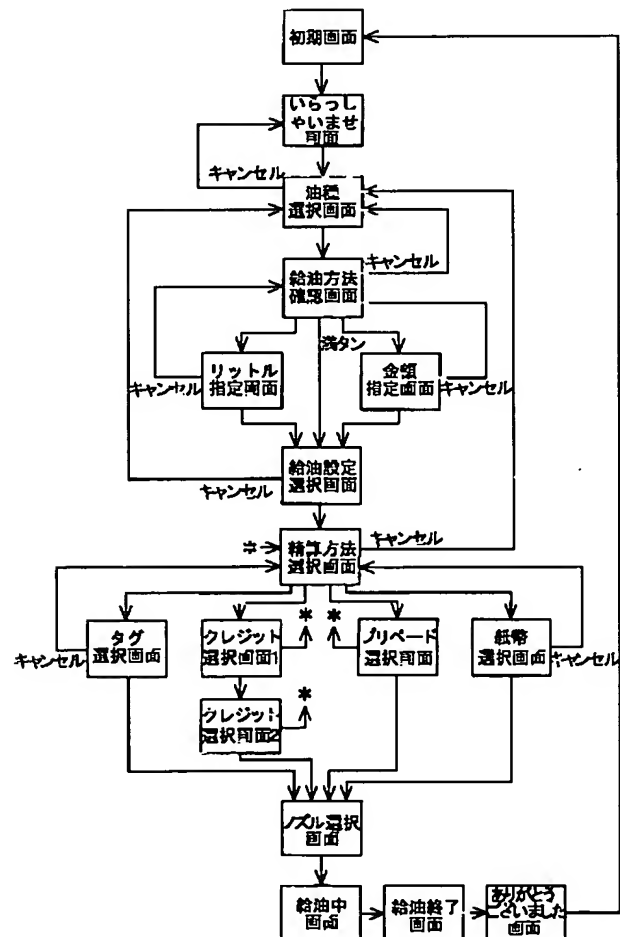 初期画面
いらっし
ゃいませ
画面
キャンセル
油種
選択画面
キャンセル
給油方法
確認画面
満タン
リットル
指定画面
金額
指定画面
キャンセル
キャンセル
給油設定
選択画面
キャンセル
キャンセル
*
精算方法
選択画面
タグ
選択画面
キャンセル
クレジット
選択画面1
*
*
プリペード
選択画面
紙幣
選択画面
キャンセル
クレジット
選択画面2
*
ノズル選択
画面
給油中
画面
給油終了
画面
ありがとう
ございました
画面